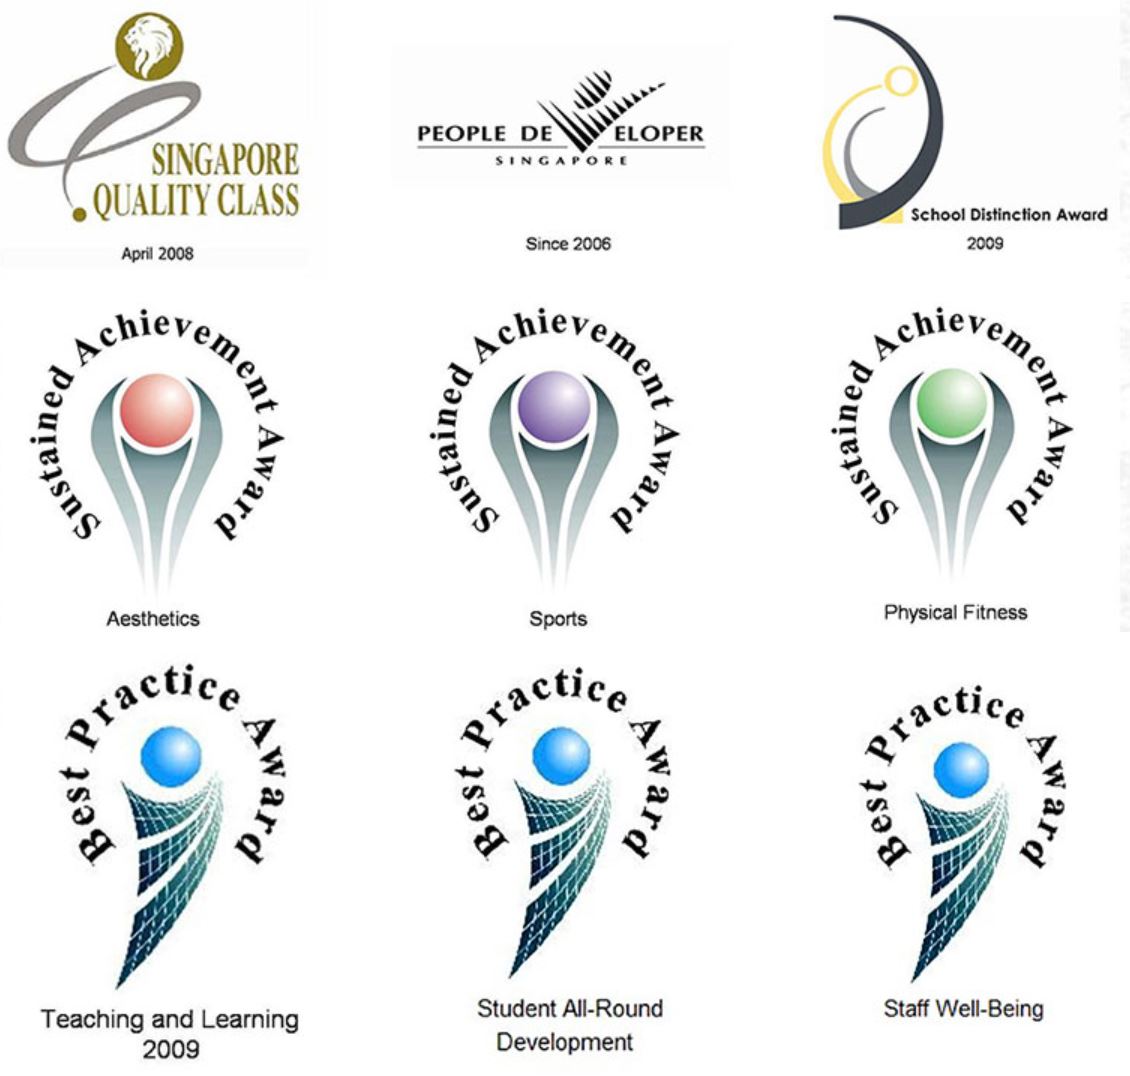 SINGAPORE
QUALITY CLASS
April 2008
PEOPLE DEVELOPER
SINGAPORE
Since 2006
School Distinction Award
2009
Sustained Achievement Award
Aesthetics
Sustained Achievement Award
Sports
Sustained Achievement Award
Physical Fitness
Best Practice Award
Teaching and Learning
2009
Best Practice Award
Student All-Round
Development
Best Practice Award
Staff Well-Being